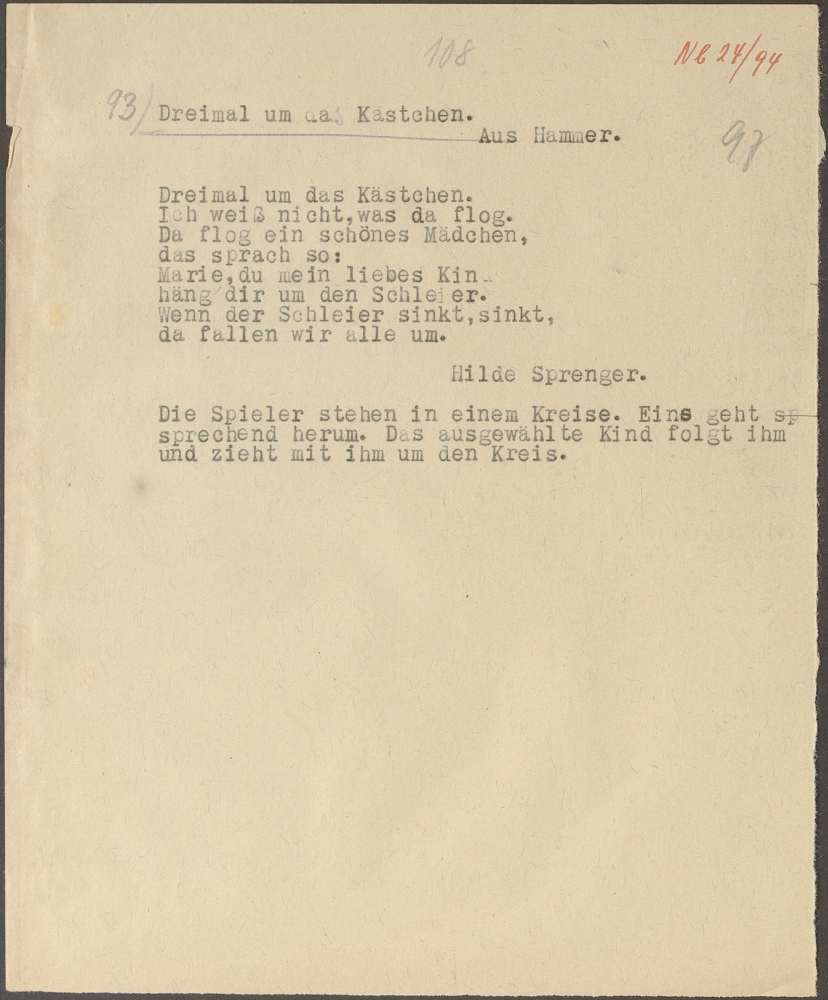 108
Nl 24/94
93) Dreimal um das Kästchen.
Aus Hammer.
98
Dreimal um das Kästchen.
Ich weiß nicht,was da flog.
Da flog ein schönes Mädchen,
das sprach so:
Marie,du mein liebes Kind
häng'dir um den Schleier.
Wenn der Schleier sinkt,sinkt,
da fallen wir alle um.
Hilde Sprenger.
Die Spieler stehen in einem Kreise. Eins geht sp
sprechend herum. Das ausgewählte Kind folgt ihm
und zieht mit ihm um den Kreis.